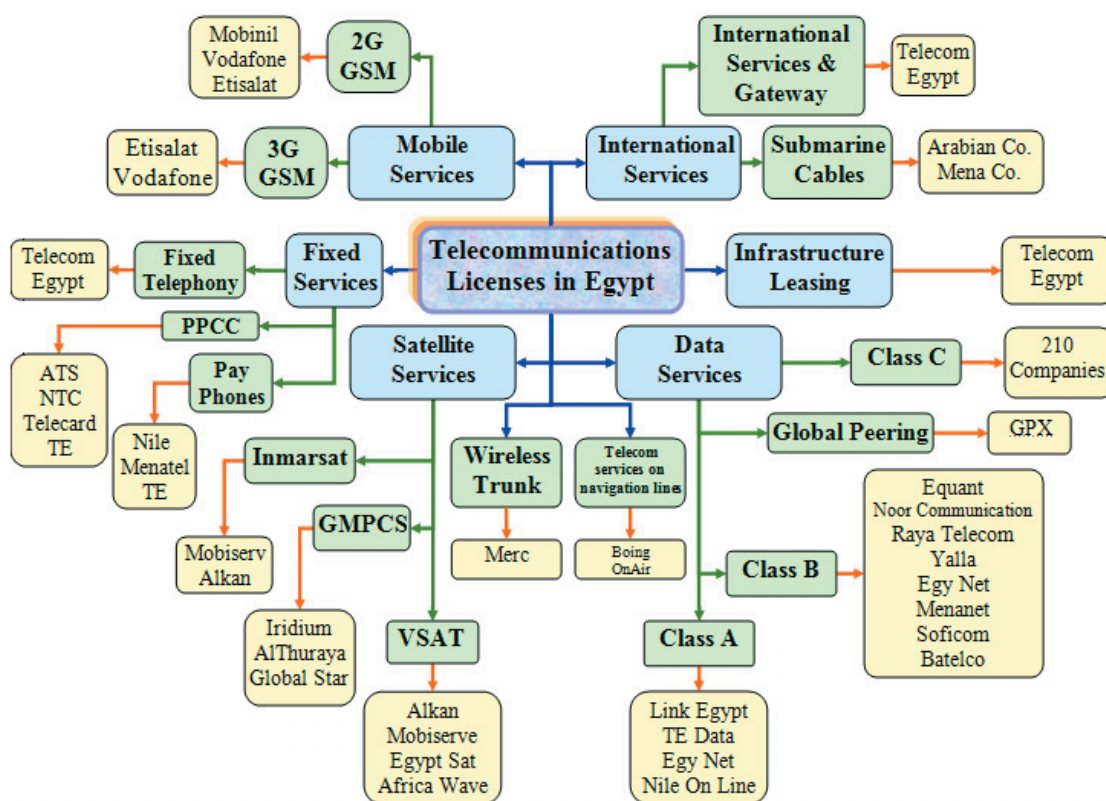 Mobinil
Vodafone
Etisalat
2G
GSM
International
Services &
Gateway
Telecom
Egypt
Etisalat
Vodafone
3G
GSM
Mobile
Services
International
Services
Submarine
Cables
Arabian Co.
Mena Co.
Telecom
Egypt
Fixed
Telephony
Fixed
Services
Telecommunications
Licenses in Egypt
Infrastructure
Leasing
Telecom
Egypt
PPCC
ATS
NTC
Telecard
TE
Pay
Phones
Nile
Menatel
TE
Satellite
Services
Data
Services
Class C
210
Companies
Global Peering
GPX
Inmarsat
Mobiserv
Alkan
Wireless
Trunk
Merc
Telecom
services on
navigation lines
Boing
OnAir
GMPCS
Iridium
AlThuraya
Global Star
Class B
Equant
Noor Communication
Raya Telecom
Yalla
Egy Net
Menanet
Soficom
Batelco
VSAT
Alkan
Mobiserve
Egypt Sat
Africa Wave
Class A
Link Egypt
TE Data
Egy Net
Nile On Line